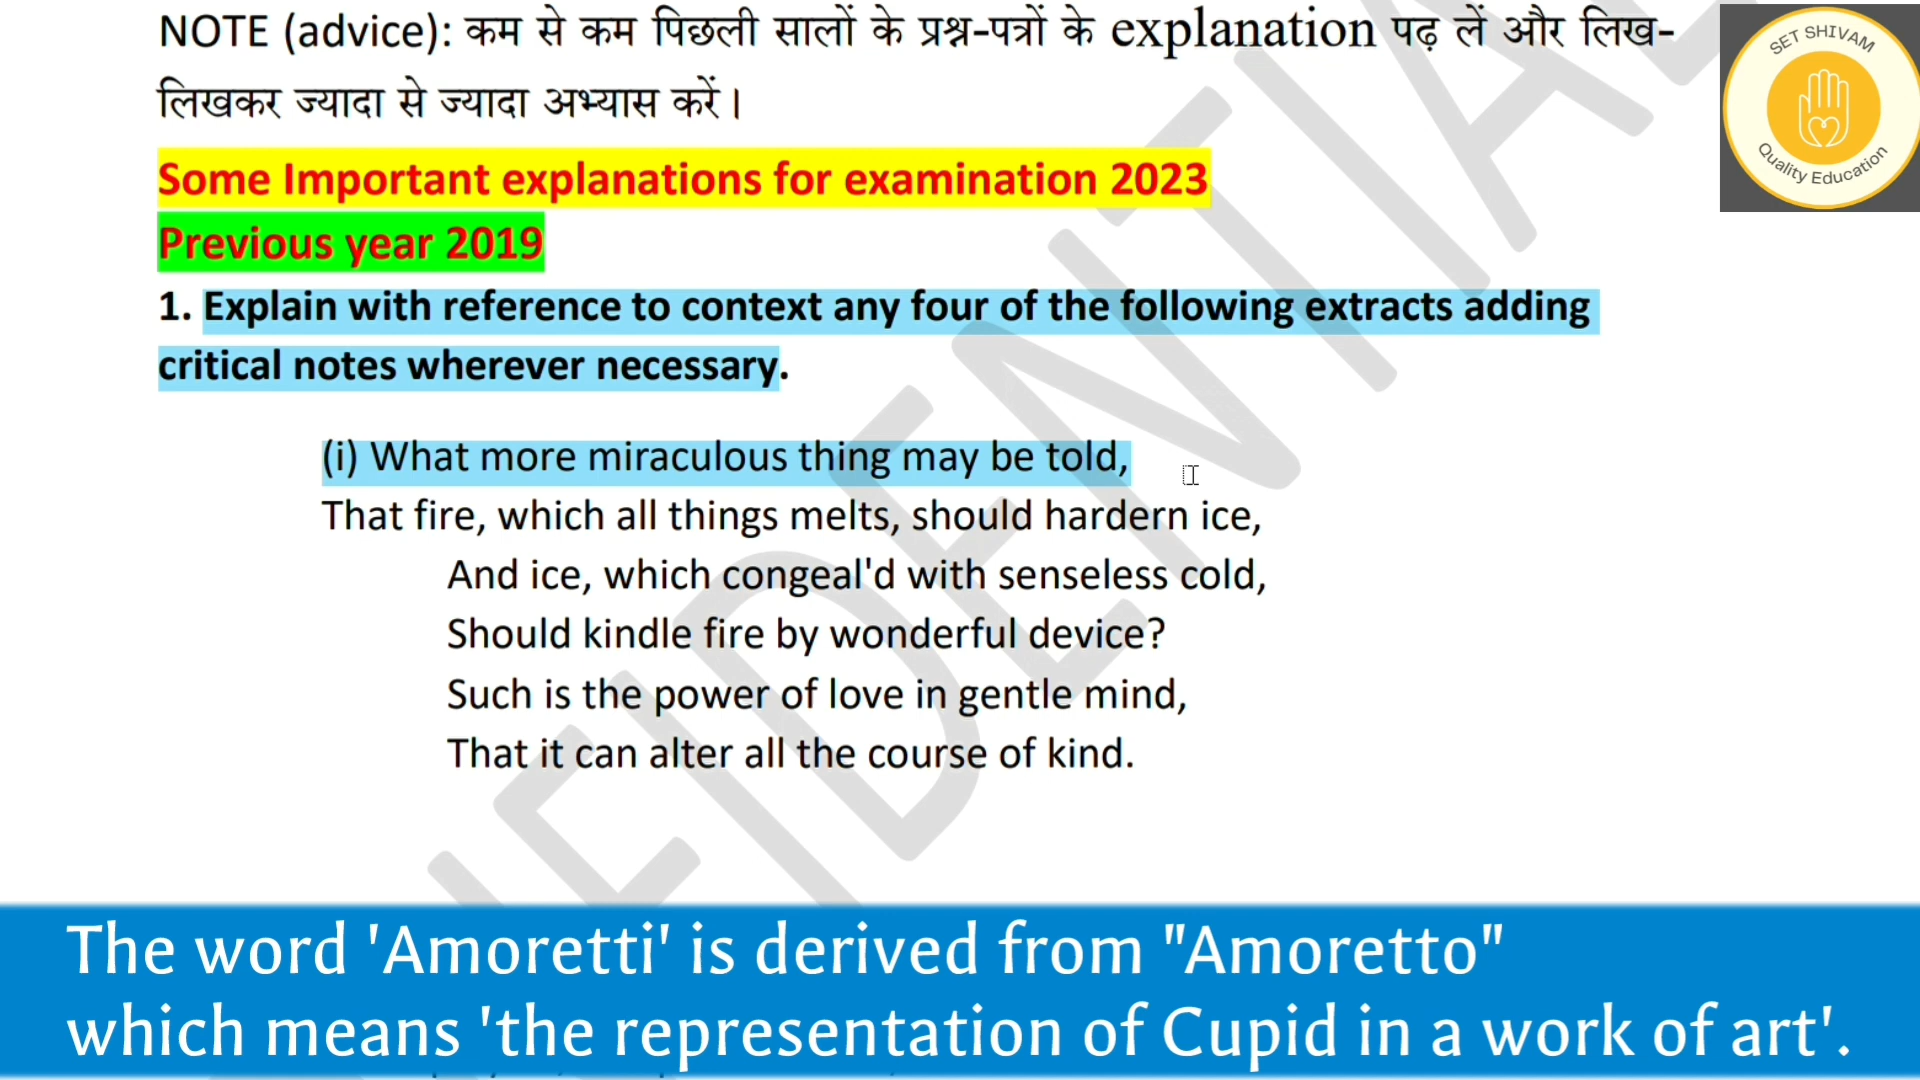 NOTE (advice): कम से कम पिछली सालों के प्रश्न-पत्रों के explanation पढ़ लें और लिख-
लिखकर ज्यादा से ज्यादा अभ्यास करें।
SET SHIVAM
Quality Education
Some Important explanations for examination 2023
Previous year 2019
1. Explain with reference to context any four of the following extracts adding
critical notes wherever necessary.
(i) What more miraculous thing may be told,
That fire, which all things melts, should hardern ice,
And ice, which congeal'd with senseless cold,
Should kindle fire by wonderful device?
Such is the power of love in gentle mind,
That it can alter all the course of kind.
The word 'Amoretti' is derived from "Amoretto"
which means 'the representation of Cupid in a work of art'.